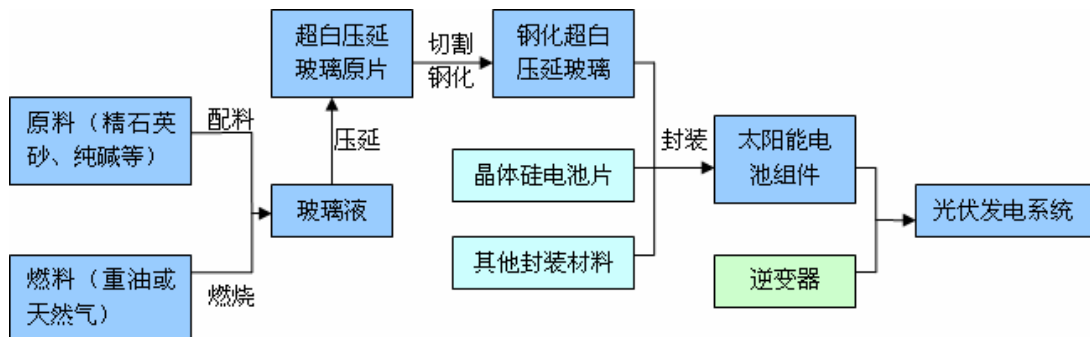 原料（精石英
砂、纯碱等）
配料
燃料（重油或
天然气）
燃烧
玻璃液
压延
超白压延
玻璃原片
切割
钢化
钢化超白
压延玻璃
晶体硅电池片
其他封装材料
封装
太阳能电
池组件
逆变器
光伏发电系统